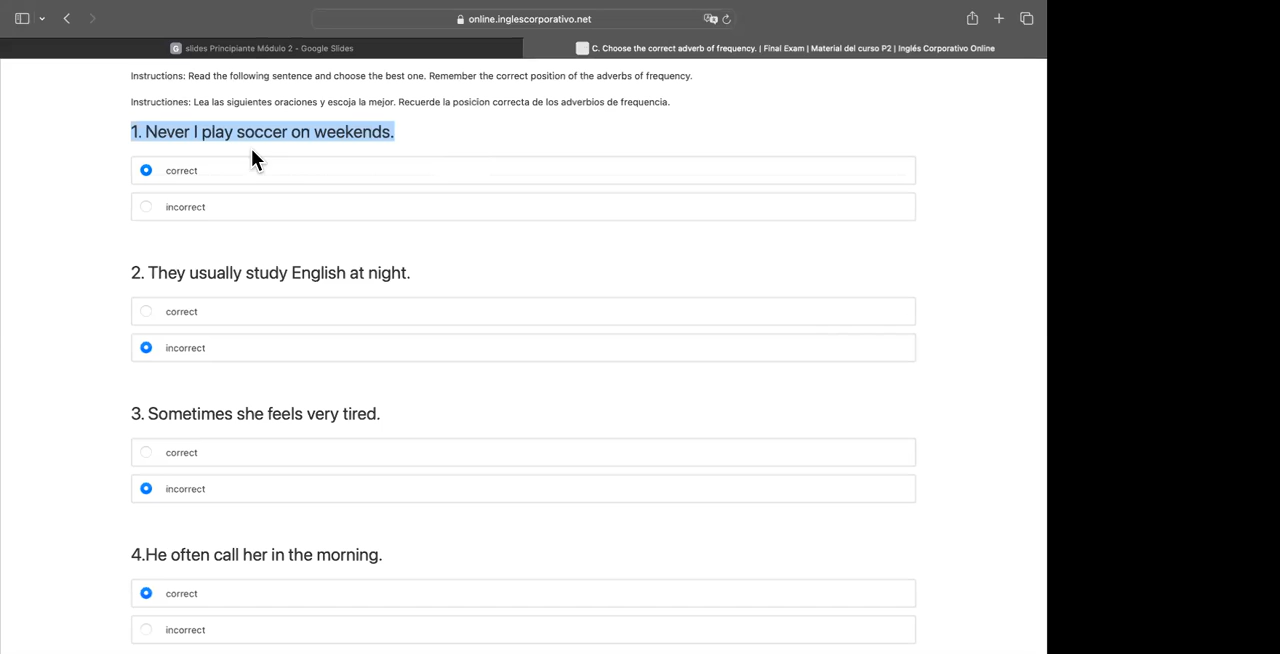 online.inglescorporativo.net
G slides Principiante Módulo 2 - Google Slides
C. Choose the correct adverb of frequency. | Final Exam | Material del curso P2 | Inglés Corporativo Online
Instructions: Read the following sentence and choose the best one. Remember the correct position of the adverbs of frequency.
Instructiones: Lea las siguientes oraciones y escoja la mejor. Recuerde la posicion correcta de los adverbios de frecuencia.
1. Never I play soccer on weekends.
correct
incorrect
2. They usually study English at night.
correct
incorrect
3. Sometimes she feels very tired.
correct
incorrect
4.He often call her in the morning.
correct
incorrect